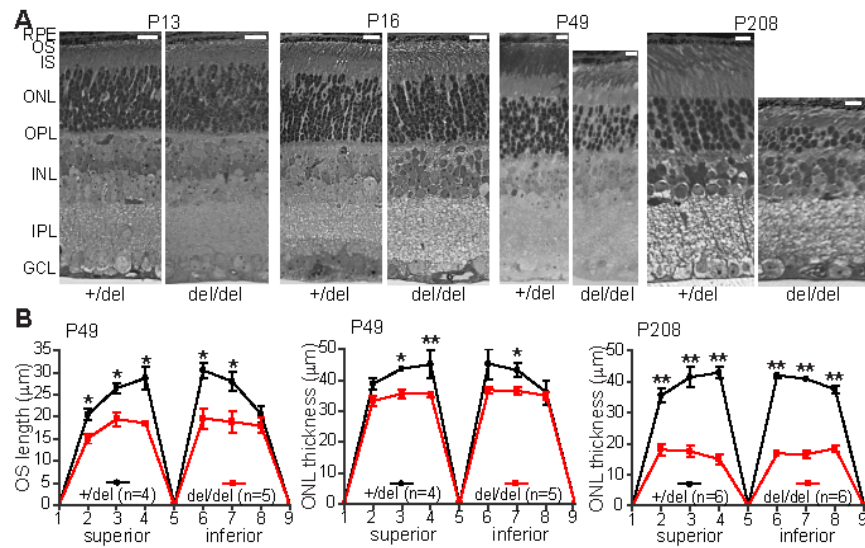 A
P13 P16 P49 P208
RPE
OS
IS
ONL
OPL
INL
IPL
GCL
+/del del/del +/del del/del +/del del/del +/del del/del
B
P49 P49 P208
OS length (µm)
35
30
25
20
15
10
5
0
* * * * *
+/del (n=4) del/del (n=5)
1 2 3 4 5 6 7 8 9
superior inferior
ONL thickness (µm)
50
40
30
20
10
0
* ** *
+/del (n=4) del/del (n=5)
1 2 3 4 5 6 7 8 9
superior inferior
ONL thickness (µm)
50
40
30
20
10
0
** ** ** ** ** **
+/del (n=6) del/del (n=6)
1 2 3 4 5 6 7 8 9
superior inferior